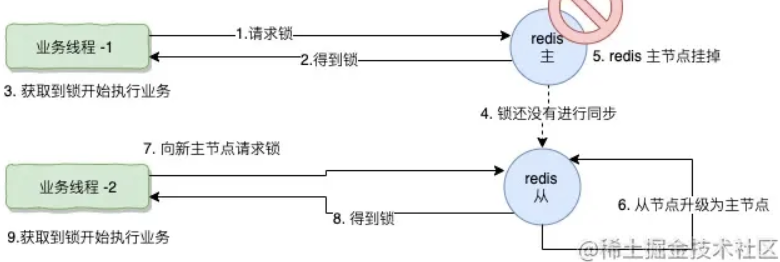 业务线程 -1
1.请求锁
2.得到锁
redis
主
5. redis 主节点挂掉
3. 获取到锁开始执行业务
4. 锁还没有进行同步
7. 向新主节点请求锁
业务线程 -2
8. 得到锁
redis
从
6. 从节点升级为主节点
9.获取到锁开始执行业务
@稀土掘金技术社区